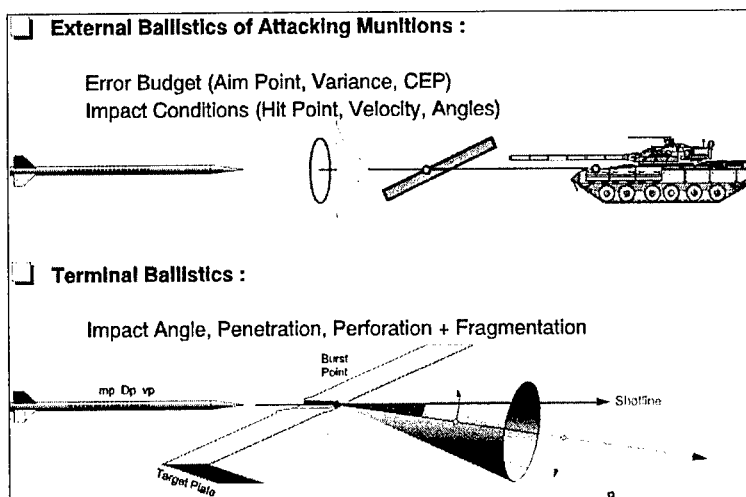 External Ballistics of Attacking Munitions :
Error Budget (Aim Point, Variance, CEP)
Impact Conditions (Hit Point, Velocity, Angles)
Terminal Ballistics :
Impact Angle, Penetration, Perforation + Fragmentation
Burst
Point
mp Dp vp
Shotline
Target Plate